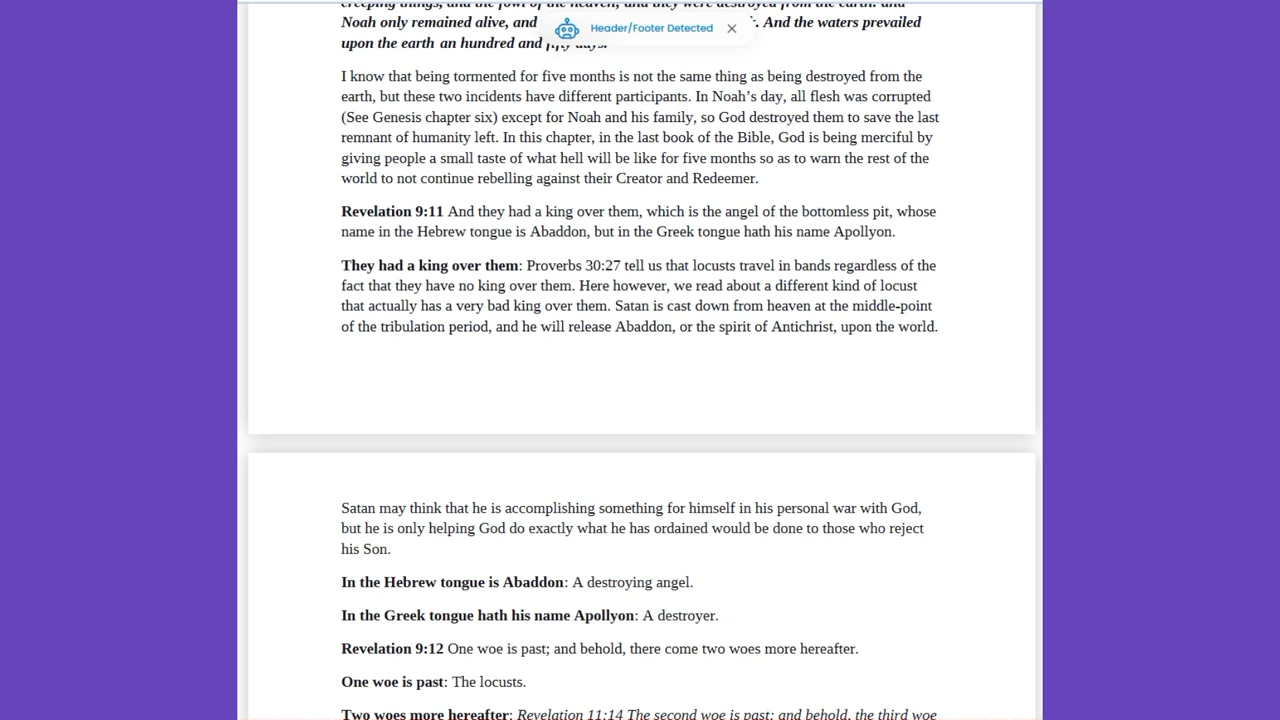 creeping things, and the fowl of the heaven; and they were destroyed from the earth: and
Noah only remained alive, and
. And the waters prevailed
Header/Footer Detected
upon the earth an hundred and fifty days.
I know that being tormented for five months is not the same thing as being destroyed from the
earth, but these two incidents have different participants. In Noah’s day, all flesh was corrupted
(See Genesis chapter six) except for Noah and his family, so God destroyed them to save the last
remnant of humanity left. In this chapter, in the last book of the Bible, God is being merciful by
giving people a small taste of what hell will be like for five months so as to warn the rest of the
world to not continue rebelling against their Creator and Redeemer.
Revelation 9:11 And they had a king over them, which is the angel of the bottomless pit, whose
name in the Hebrew tongue is Abaddon, but in the Greek tongue hath his name Apollyon.
They had a king over them: Proverbs 30:27 tell us that locusts travel in bands regardless of the
fact that they have no king over them. Here however, we read about a different kind of locust
that actually has a very bad king over them. Satan is cast down from heaven at the middle-point
of the tribulation period, and he will release Abaddon, or the spirit of Antichrist, upon the world.
Satan may think that he is accomplishing something for himself in his personal war with God,
but he is only helping God do exactly what he has ordained would be done to those who reject
his Son.
In the Hebrew tongue is Abaddon: A destroying angel.
In the Greek tongue hath his name Apollyon: A destroyer.
Revelation 9:12 One woe is past; and behold, there come two woes more hereafter.
One woe is past: The locusts.
Two woes more hereafter: Revelation 11:14 The second woe is past; and behold, the third woe